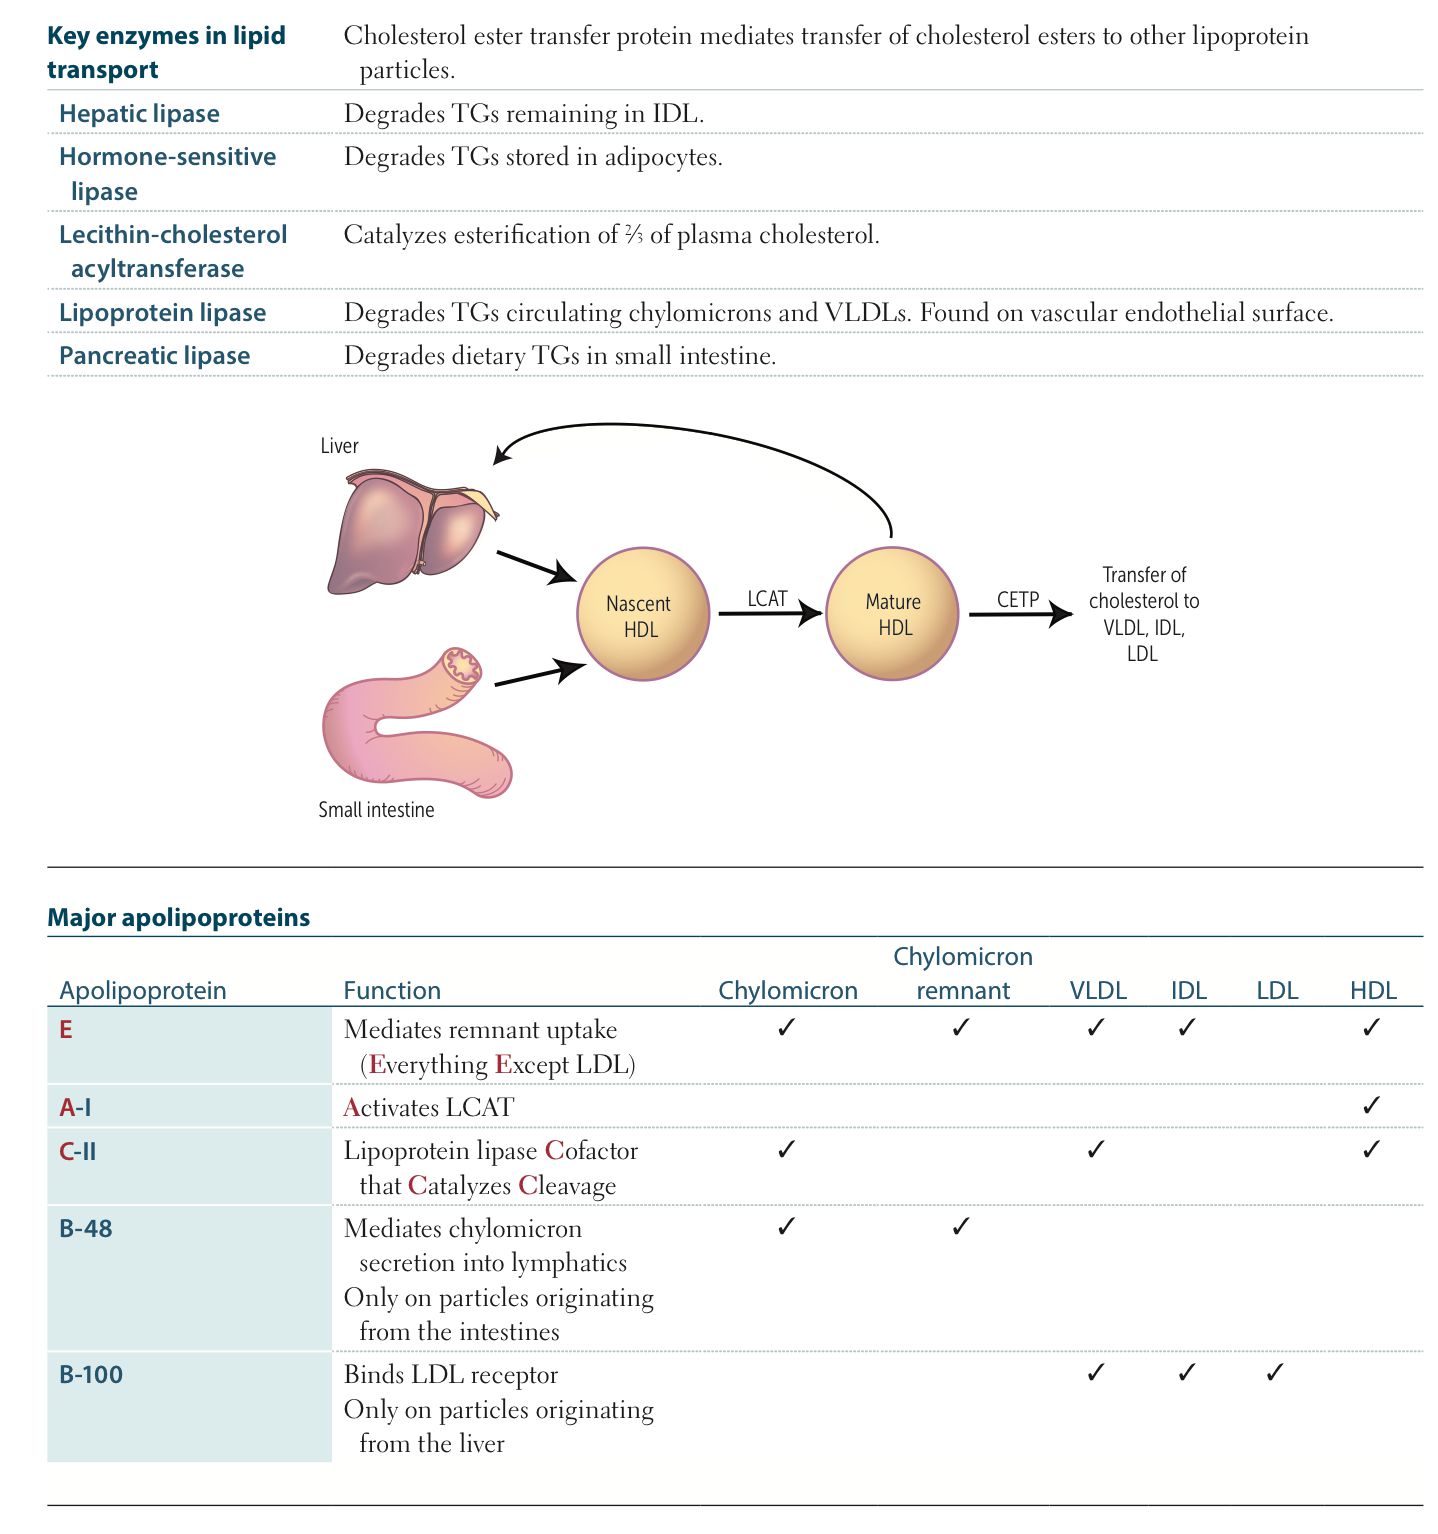 Key enzymes in lipid transport
Cholesterol ester transfer protein mediates transfer of cholesterol esters to other lipoprotein
particles.
Hepatic lipase
Degrades TGs remaining in IDL.
Hormone-sensitive
lipase
Degrades TGs stored in adipocytes.
Lecithin-cholesterol
acyltransferase
Catalyzes esterification of ⅔ of plasma cholesterol.
Lipoprotein lipase
Degrades TGs circulating chylomicrons and VLDLs. Found on vascular endothelial surface.
Pancreatic lipase
Degrades dietary TGs in small intestine.
Liver
Nascent
HDL
LCAT
Mature
HDL
CETP
Transfer of
cholesterol to
VLDL, IDL,
LDL
Small intestine
Major apolipoproteins
Apolipoprotein
Function
Chylomicron
Chylomicron
remnant
VLDL
IDL
LDL
HDL
E
Mediates remnant uptake
(Everything Except LDL)
✓ ✓ ✓ ✓ ✓
A-I
Activates LCAT
✓
C-II
Lipoprotein lipase Cofactor
that Catalyzes Cleavage
✓ ✓ ✓
B-48
Mediates chylomicron
secretion into lymphatics
Only on particles originating
from the intestines
✓ ✓
B-100
Binds LDL receptor
Only on particles originating
from the liver
✓ ✓ ✓